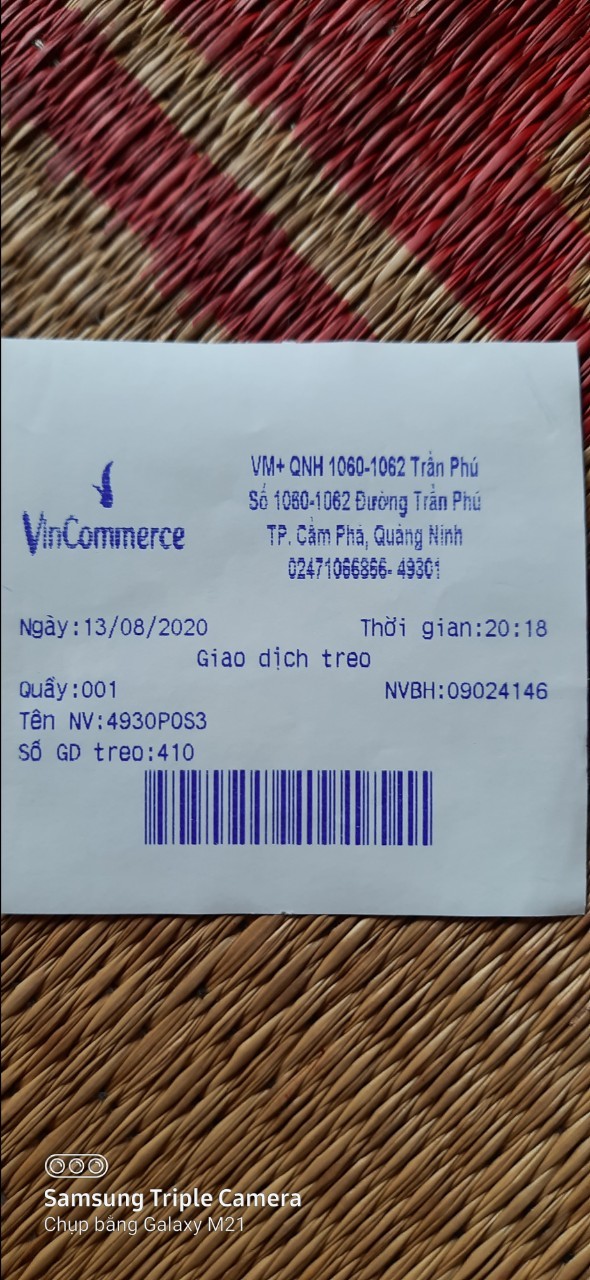 VinCommerce
VM+ QNH 1060-1062 Trần Phú
Số 1060-1062 Đường Trần Phú
TP. Cẩm Phả, Quảng Ninh
02471066866- 49301
Ngày:13/08/2020 Thời gian:20:18
Giao dịch treo
Quầy:001 NVBH:09024146
Tên NV:4930POS3
Số GD treo:410
Samsung Triple Camera
Chụp bằng Galaxy M21